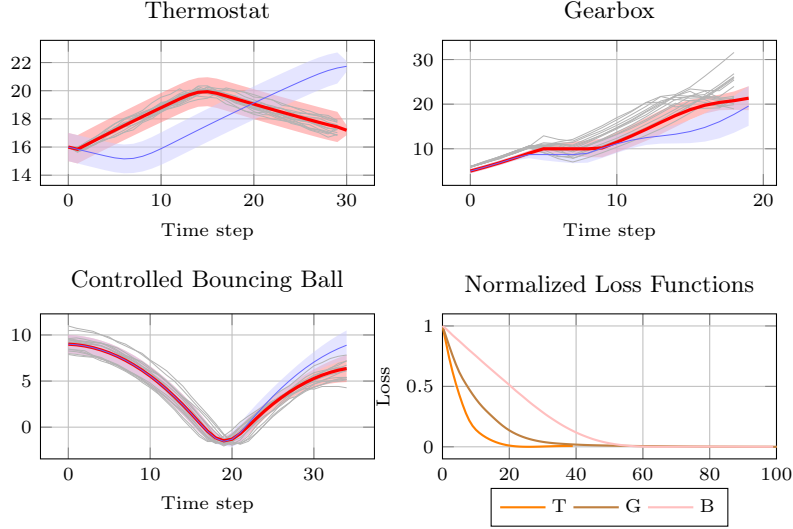 Thermostat
22
20
18
16
14
0
10
20
30
Time step
Gearbox
30
20
10
0
10
20
Time step
Controlled Bouncing Ball
10
5
0
0
10
20
30
Time step
Normalized Loss Functions
1
0.5
0
Loss
0
20
40
60
80
100
T
G
B